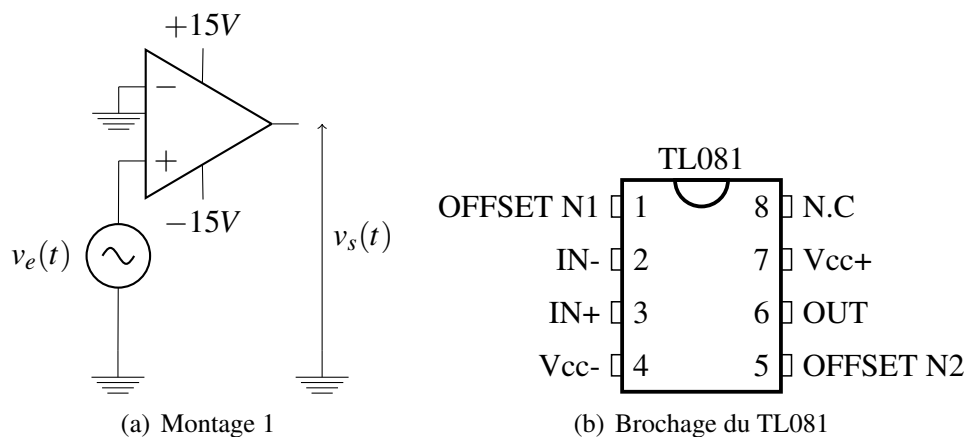 +15V
−
+
−15V
v_e(t)
v_s(t)
TL081
OFFSET N1 1 8 N.C
IN- 2 7 Vcc+
IN+ 3 6 OUT
Vcc- 4 5 OFFSET N2
(a) Montage 1
(b) Brochage du TL081